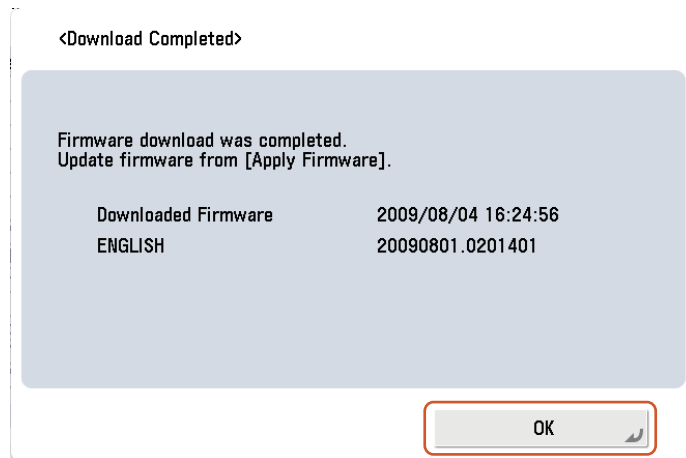 <Download Completed>
Firmware download was completed.
Update firmware from [Apply Firmware].
Downloaded Firmware 2009/08/04 16:24:56
ENGLISH 20090801.0201401
OK